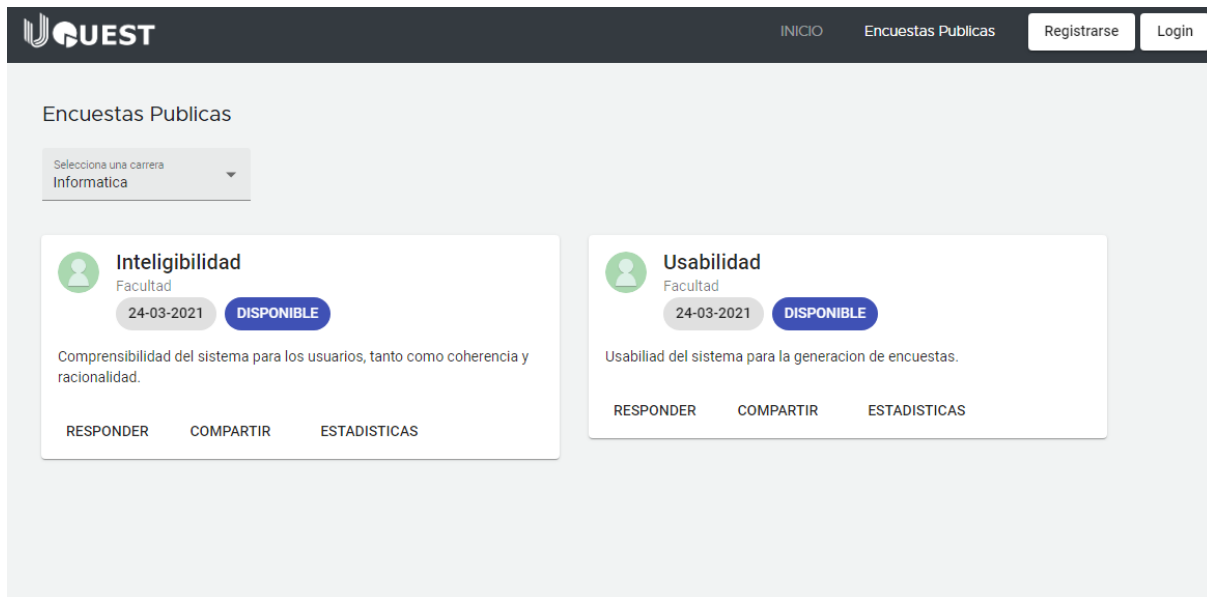 UQUEST
INICIO
Encuestas Publicas
Registrarse
Login
Encuestas Publicas
Selecciona una carrera
Informatica
Inteligibilidad
Facultad
24-03-2021
DISPONIBLE
Comprensibilidad del sistema para los usuarios, tanto como coherencia y
racionalidad.
RESPONDER
COMPARTIR
ESTADISTICAS
Usabilidad
Facultad
24-03-2021
DISPONIBLE
Usabiliad del sistema para la generacion de encuestas.
RESPONDER
COMPARTIR
ESTADISTICAS